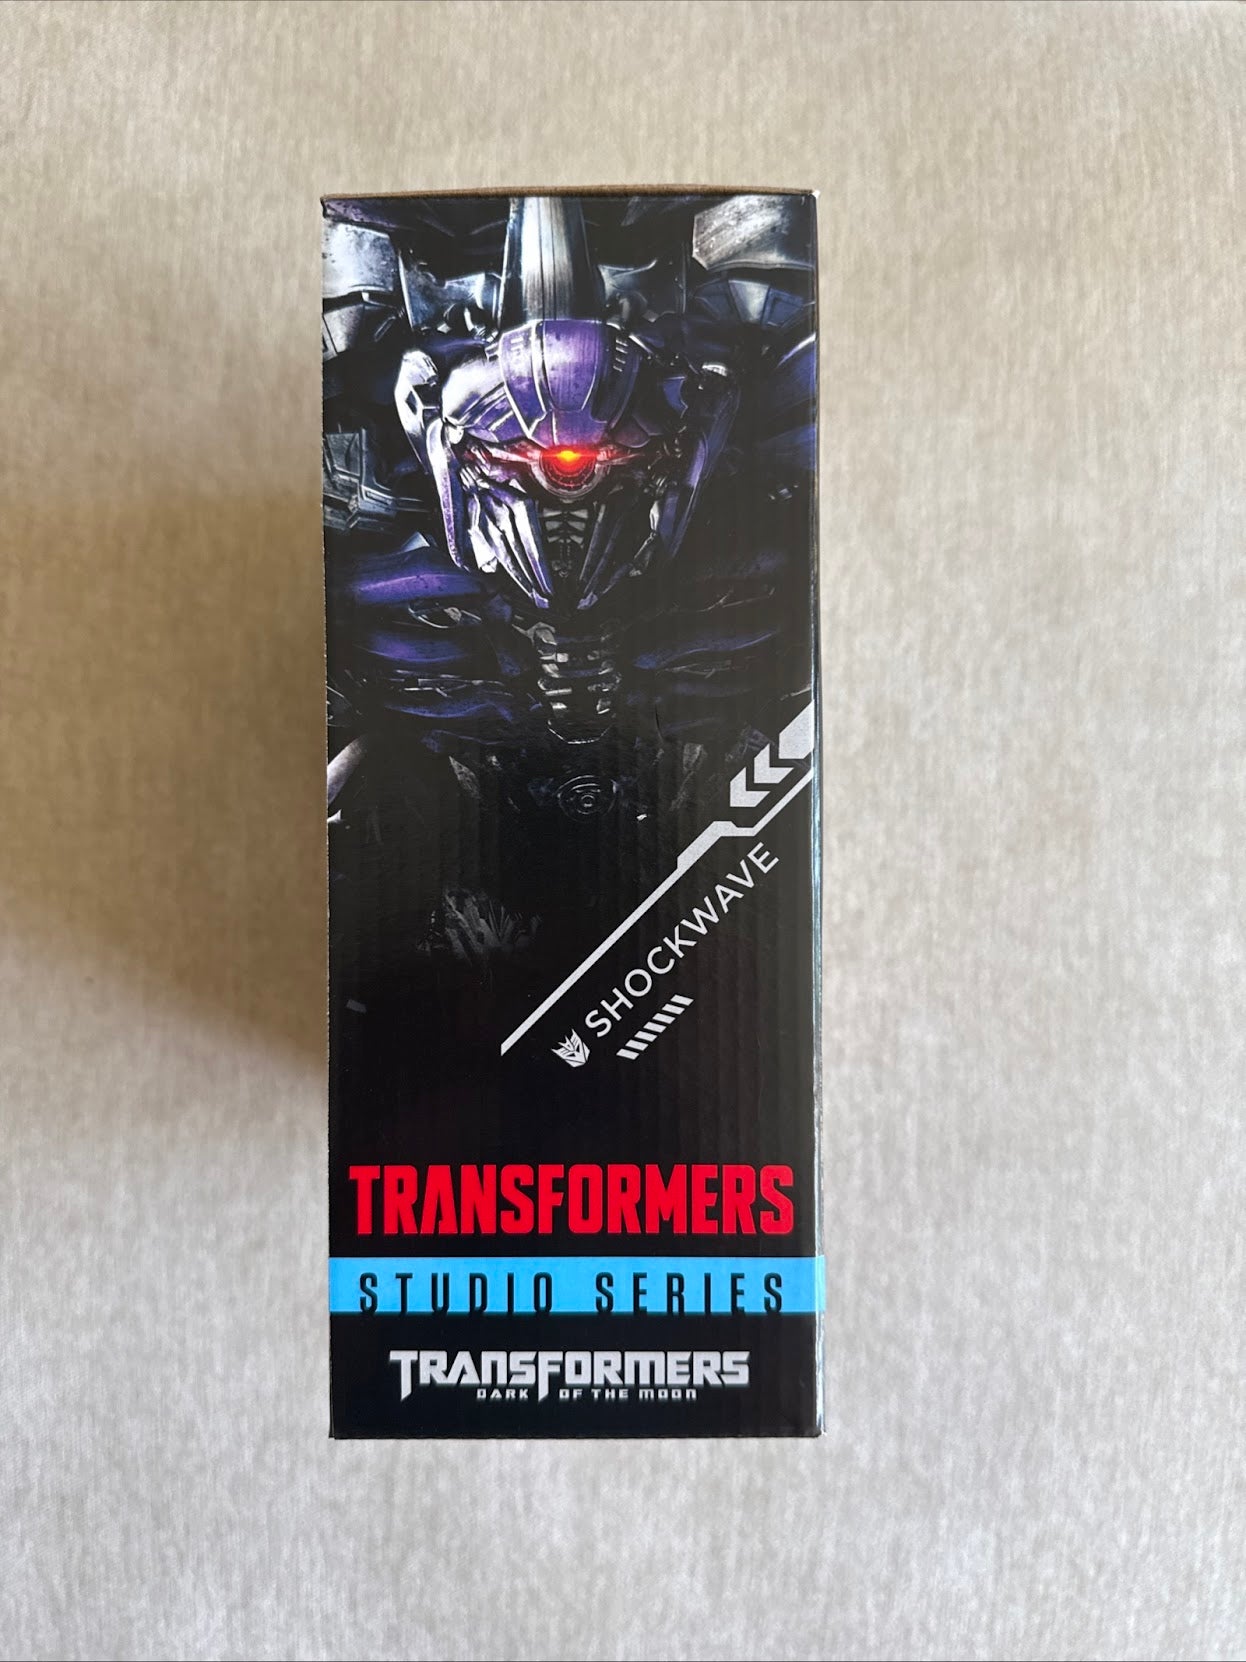 SHOCKWAVE
TRANSFORMERS
STUDIO SERIES
TRANSFORMERS
DARK OF THE MOON